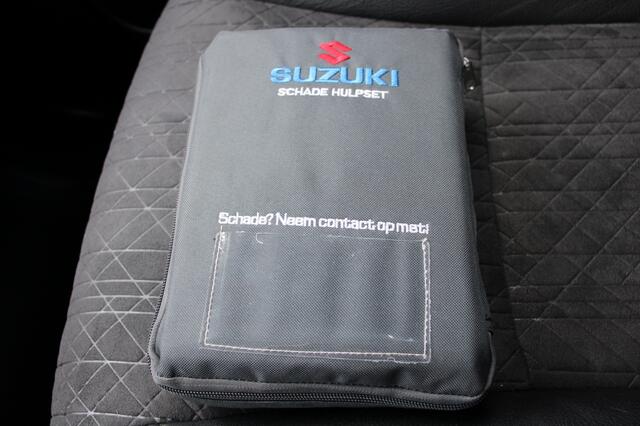 SUZUKI
SCHADE HULPSET
Schade? Neem contact op met: